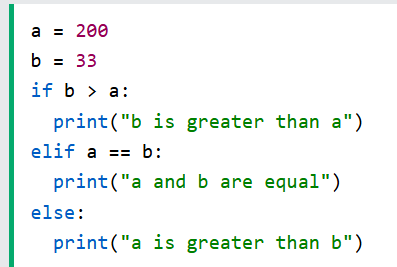 a = 200
b = 33
if b > a:
  print("b is greater than a")
elif a == b:
  print("a and b are equal")
else:
  print("a is greater than b")